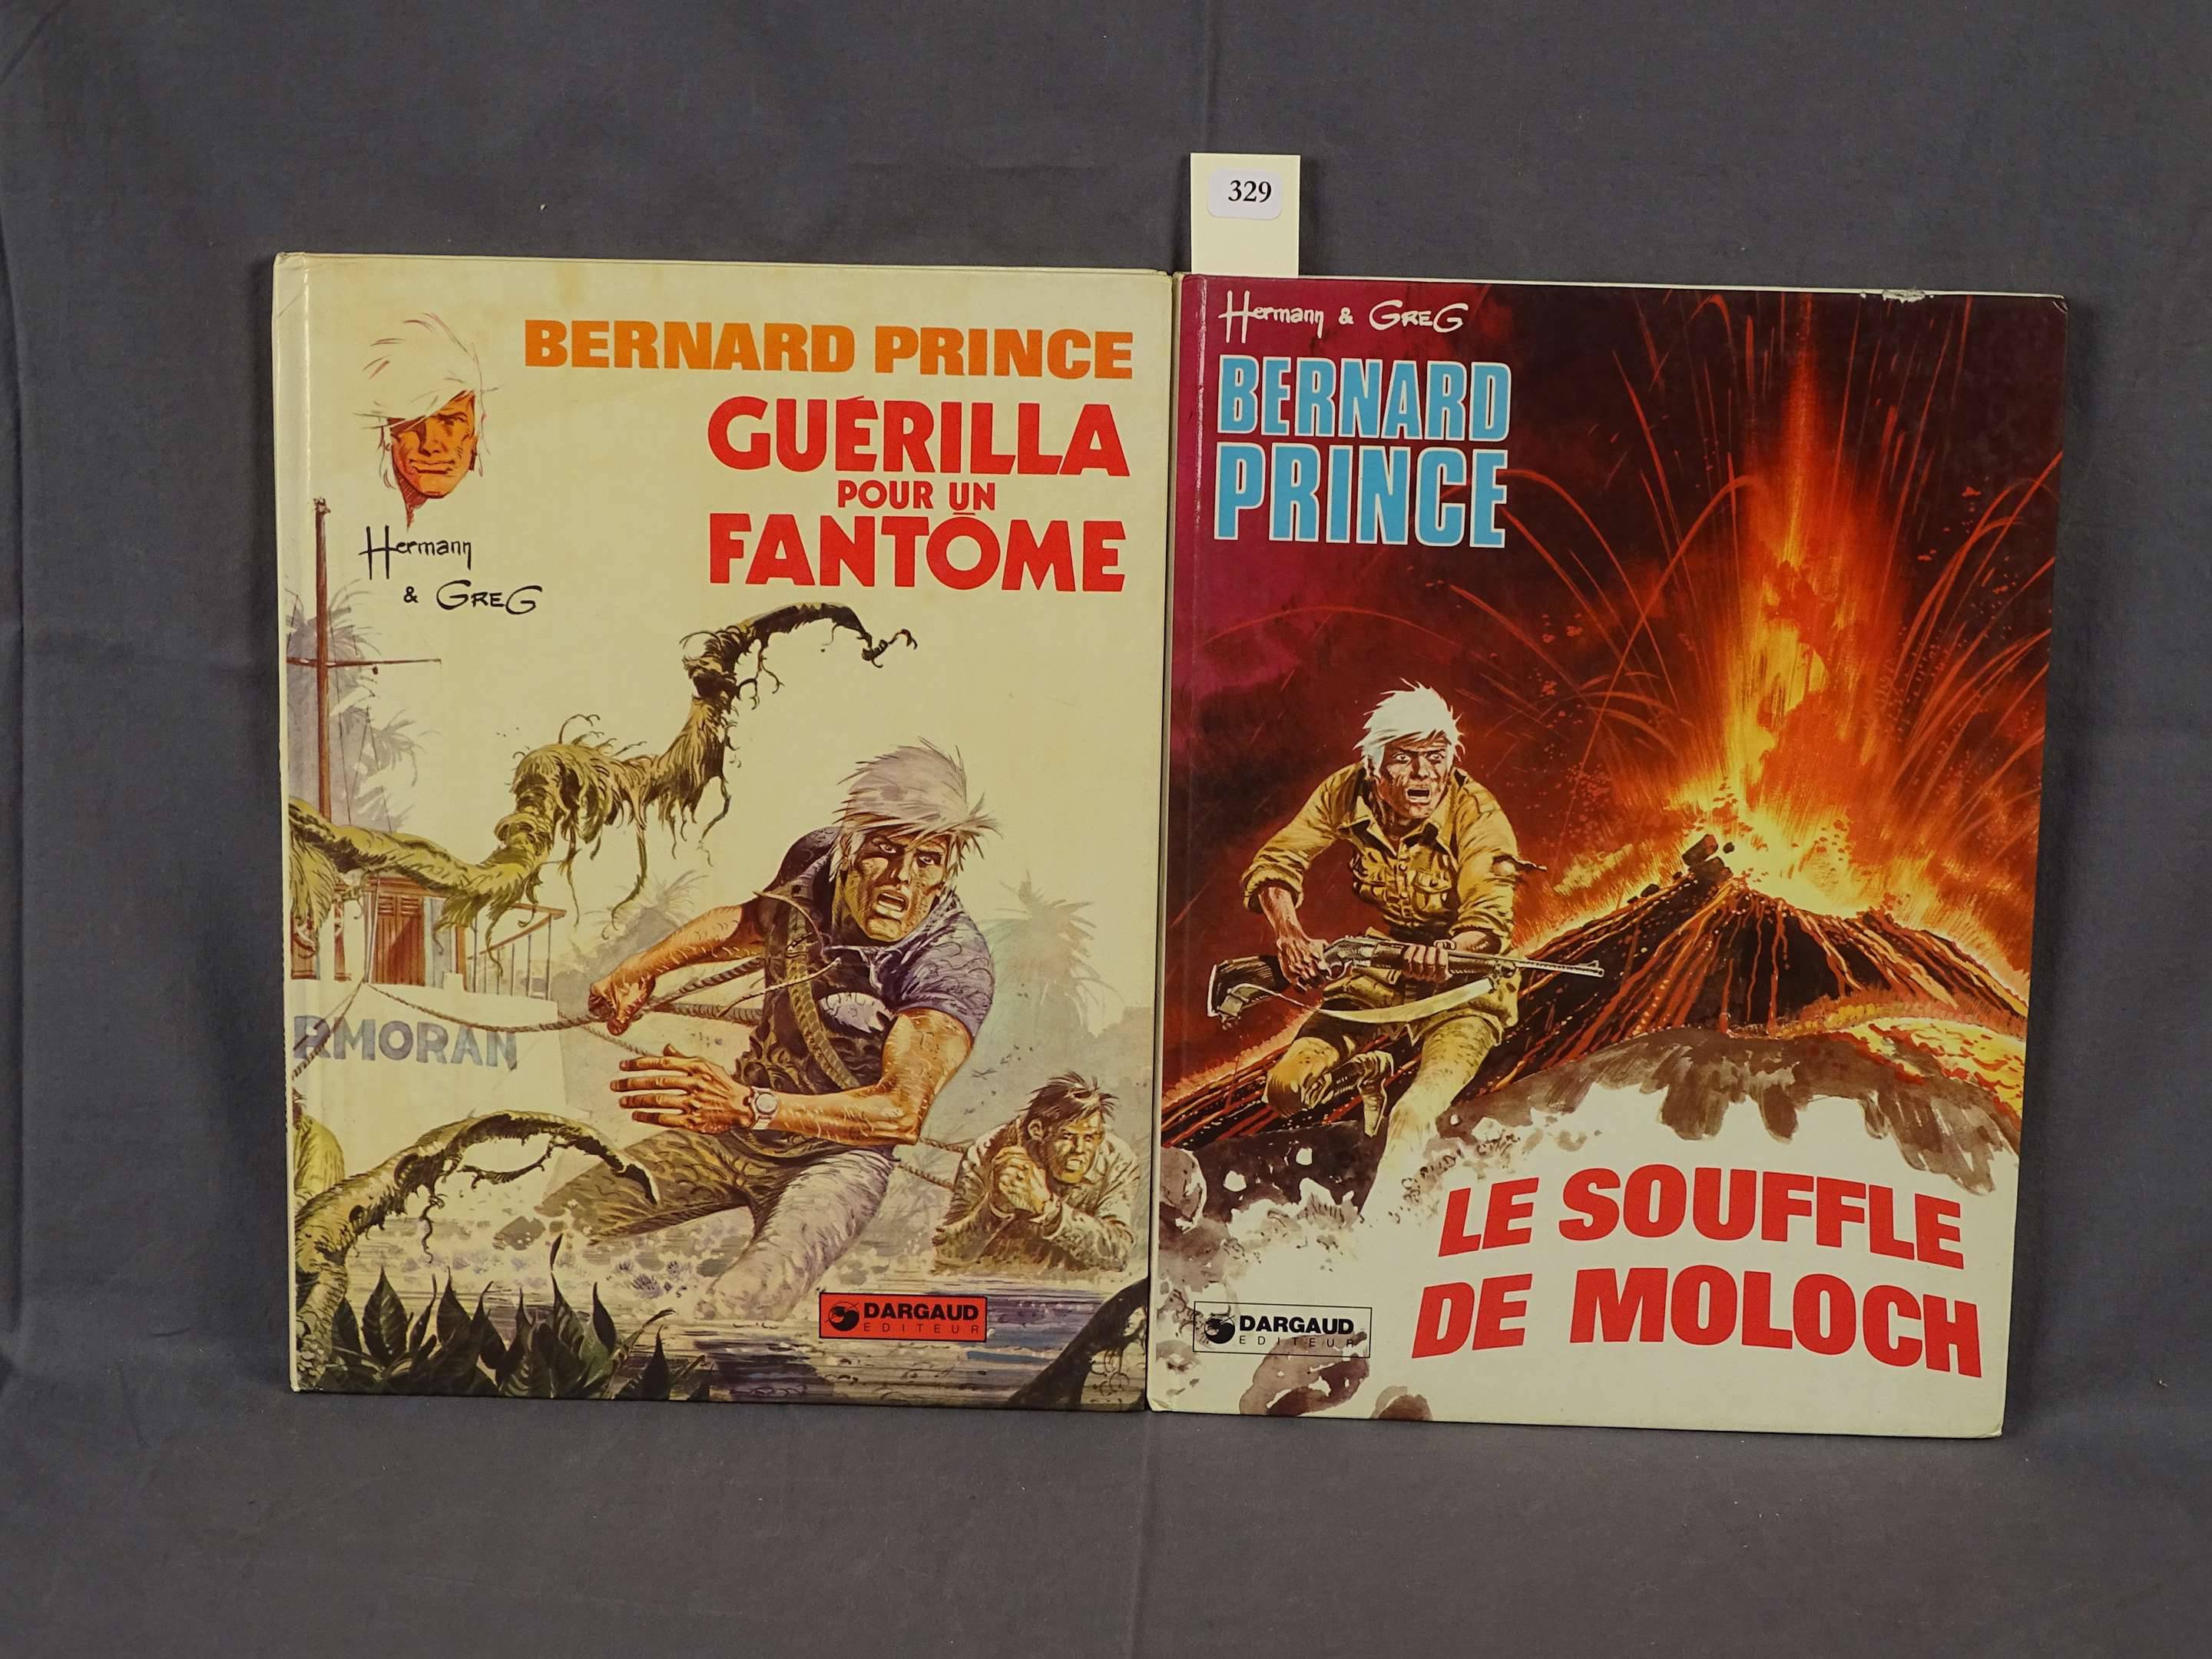 329
BERNARD PRINCE
GUÉRILLA
POUR UN
FANTÔME
Hermann
& GREG
RMORAN
DARGAUD
EDITEUR
Hermann & GREG
BERNARD
PRINCE
LE SOUFFLE
DE MOLOCH
DARGAUD
EDITEUR